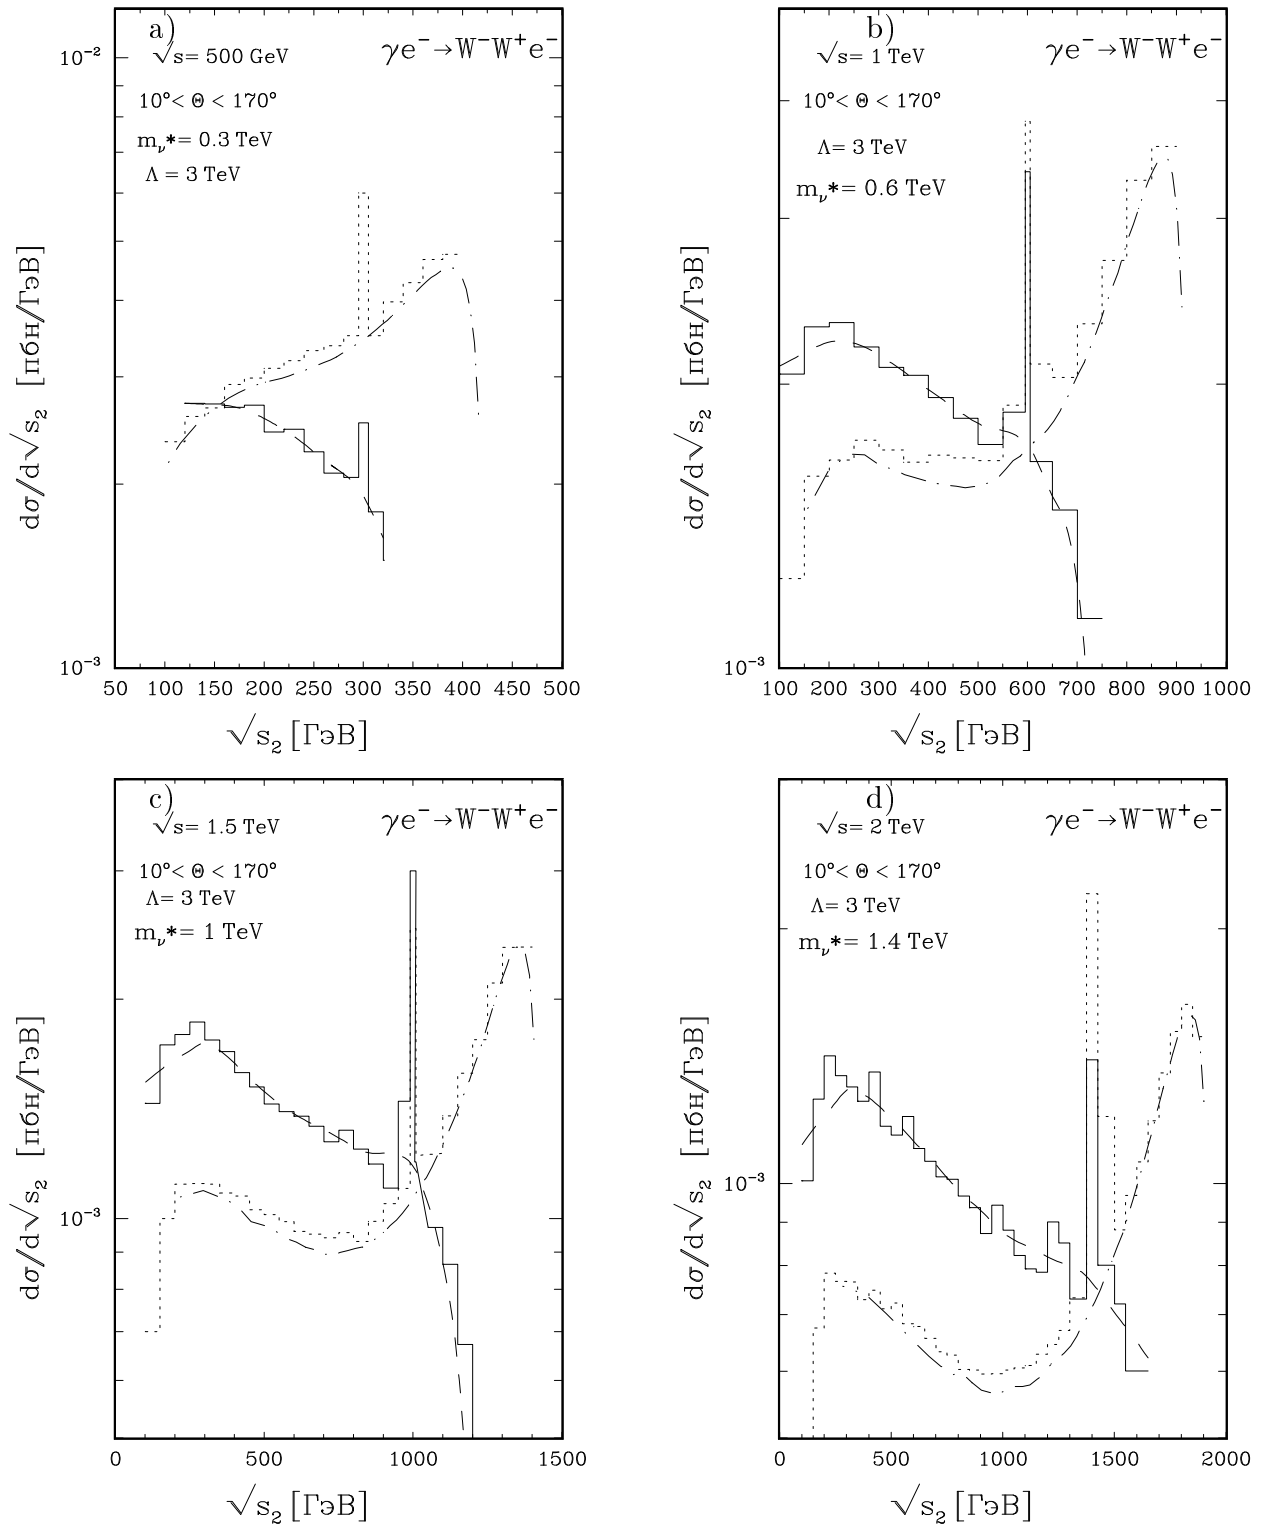 a)
√s= 500 GeV
γe⁻→W⁻W⁺e⁻
10°< Θ < 170°
m_ν*= 0.3 TeV
Λ = 3 TeV
10⁻²
10⁻³
dσ/d√s₂ [пбн/ГэВ]
50 100 150 200 250 300 350 400 450 500
√s₂ [ГэВ]
b)
√s= 1 TeV
γe⁻→W⁻W⁺e⁻
10°< Θ < 170°
Λ= 3 TeV
m_ν*= 0.6 TeV
10⁻³
dσ/d√s₂ [пбн/ГэВ]
100 200 300 400 500 600 700 800 900 1000
√s₂ [ГэВ]
c)
√s= 1.5 TeV
γe⁻→W⁻W⁺e⁻
10°< Θ < 170°
Λ= 3 TeV
m_ν*= 1 TeV
10⁻³
dσ/d√s₂ [пбн/ГэВ]
0 500 1000 1500
√s₂ [ГэВ]
d)
√s= 2 TeV
γe⁻→W⁻W⁺e⁻
10°< Θ < 170°
Λ= 3 TeV
m_ν*= 1.4 TeV
10⁻³
dσ/d√s₂ [пбн/ГэВ]
0 500 1000 1500 2000
√s₂ [ГэВ]